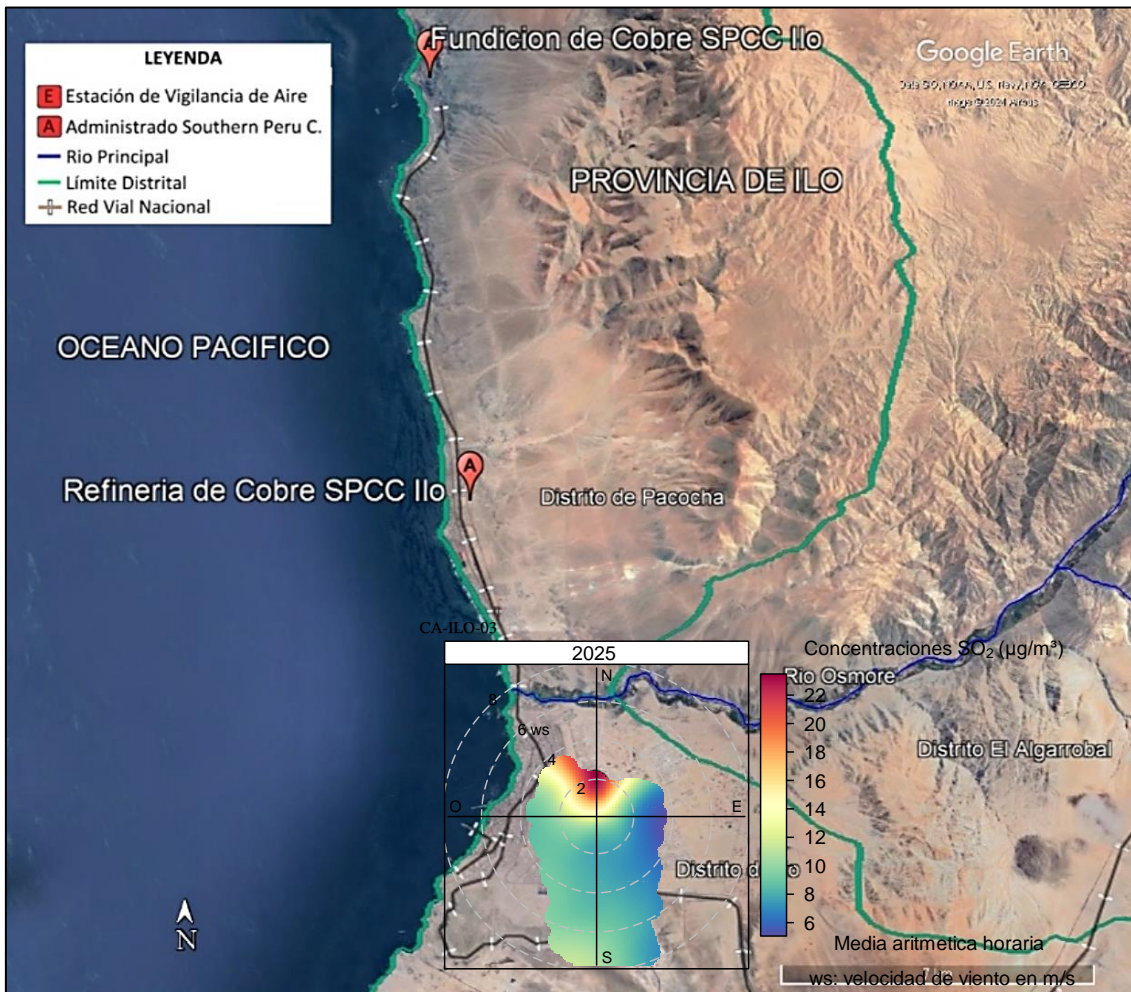 Fundicion de Cobre SPCC Ilo
A
LEYENDA
E Estación de Vigilancia de Aire
A Administrado Southern Peru C.
Rio Principal
Límite Distrital
Red Vial Nacional
Google Earth
PROVINCIA DE ILO
OCEANO PACIFICO
A
Refineria de Cobre SPCC Ilo
Distrito de Pacocha
CA-ILO-03
2025
Concentraciones SO₂ (µg/m³)
Rio Osmore
N
8
6 ws
4
2
O
E
S
22
20
18
16
14
12
10
8
6
Distrito El Algarrobal
Media aritmetica horaria
ws: velocidad de viento en m/s
N